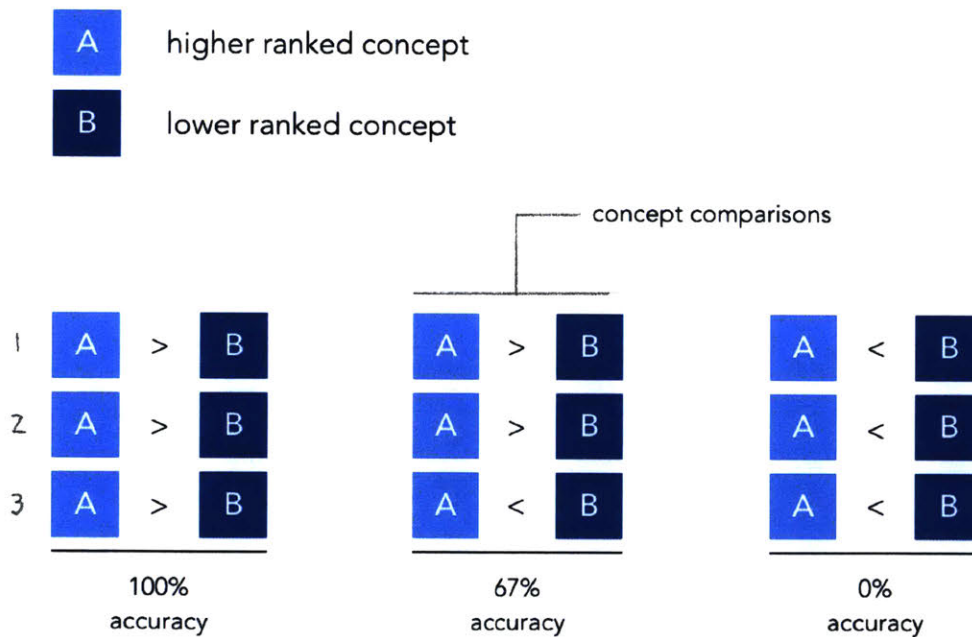 A higher ranked concept
B lower ranked concept
concept comparisons
1 A > B A > B A < B
2 A > B A > B A < B
3 A > B A < B A < B
100% 67% 0%
accuracy accuracy accuracy